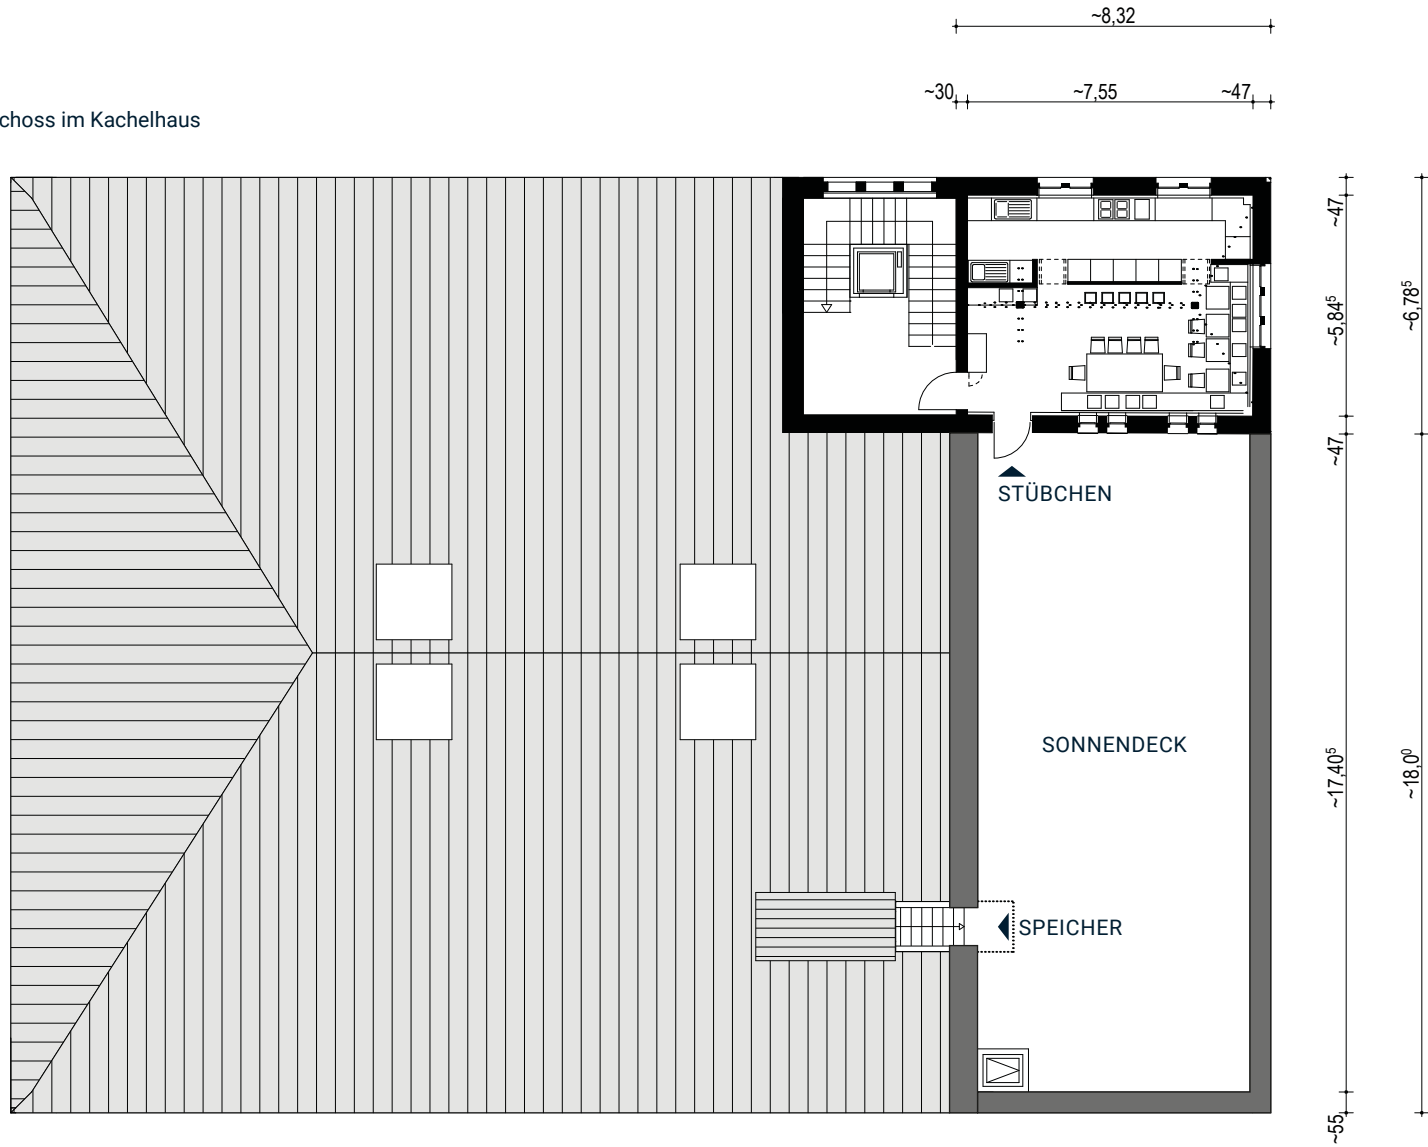 ~8,32
~30
~7,55
~47
choss im Kachelhaus
~47
~5,84⁵
~6,78⁵
~47
STÜBCHEN
SONNENDECK
~17,40⁵
~18,0⁰
SPEICHER
~55